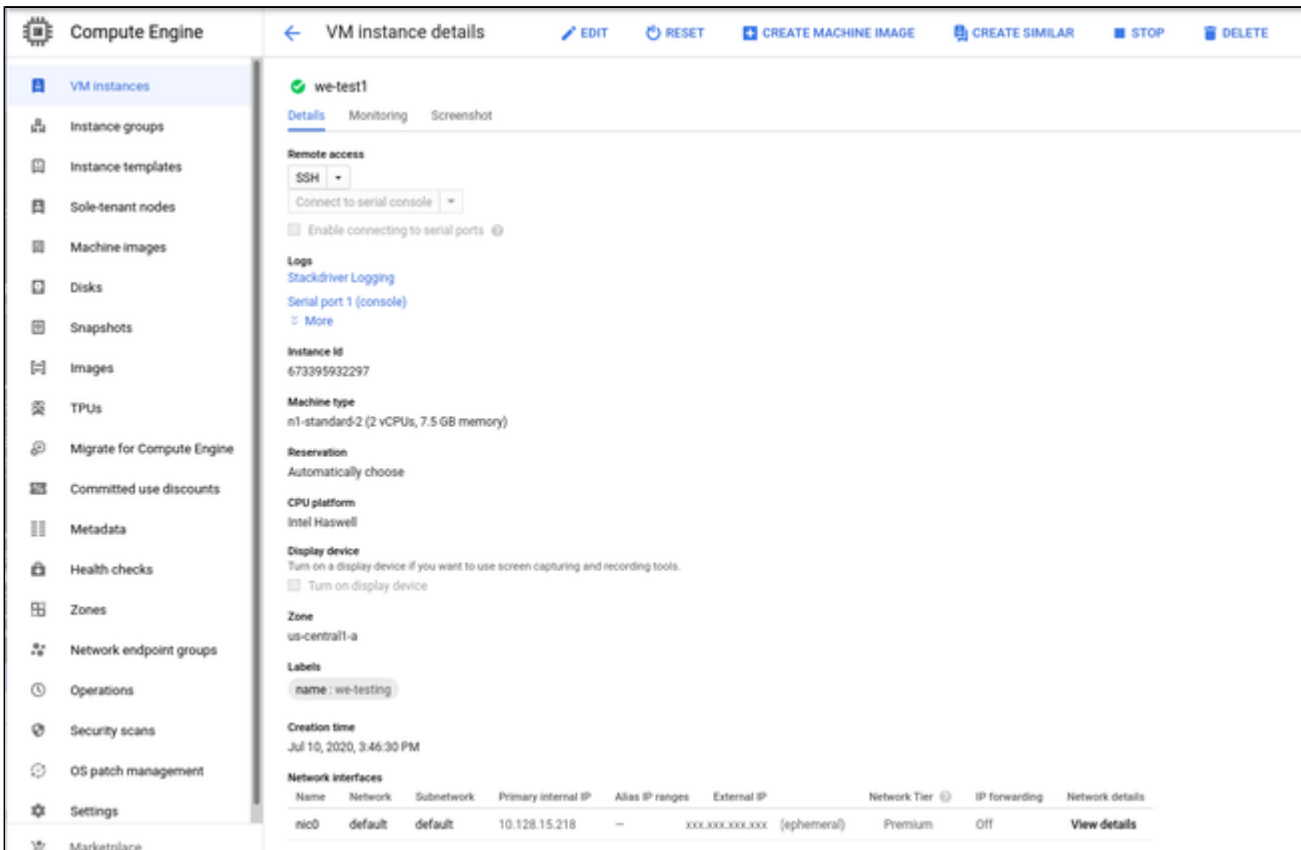 Compute Engine
VM instance details
EDIT
RESET
CREATE MACHINE IMAGE
CREATE SIMILAR
STOP
DELETE
VM instances
Instance groups
Instance templates
Sole-tenant nodes
Machine images
Disks
Snapshots
Images
TPUs
Migrate for Compute Engine
Committed use discounts
Metadata
Health checks
Zones
Network endpoint groups
Operations
Security scans
OS patch management
Settings
Marketplace
we-test1
Details Monitoring Screenshot
Remote access
SSH
Connect to serial console
Enable connecting to serial ports
Logs
Stackdriver Logging
Serial port 1 (console)
More
Instance Id
673395932297
Machine type
n1-standard-2 (2 vCPUs, 7.5 GB memory)
Reservation
Automatically choose
CPU platform
Intel Haswell
Display device
Turn on a display device if you want to use screen capturing and recording tools.
Turn on display device
Zone
us-central1-a
Labels
name : we-testing
Creation time
Jul 10, 2020, 3:46:30 PM
Network interfaces
Name Network Subnetwork Primary internal IP Alias IP ranges External IP Network Tier IP forwarding Network details
nic0 default default 10.128.15.218 — xxx.xxx.xxx.xxx (ephemeral) Premium Off View details